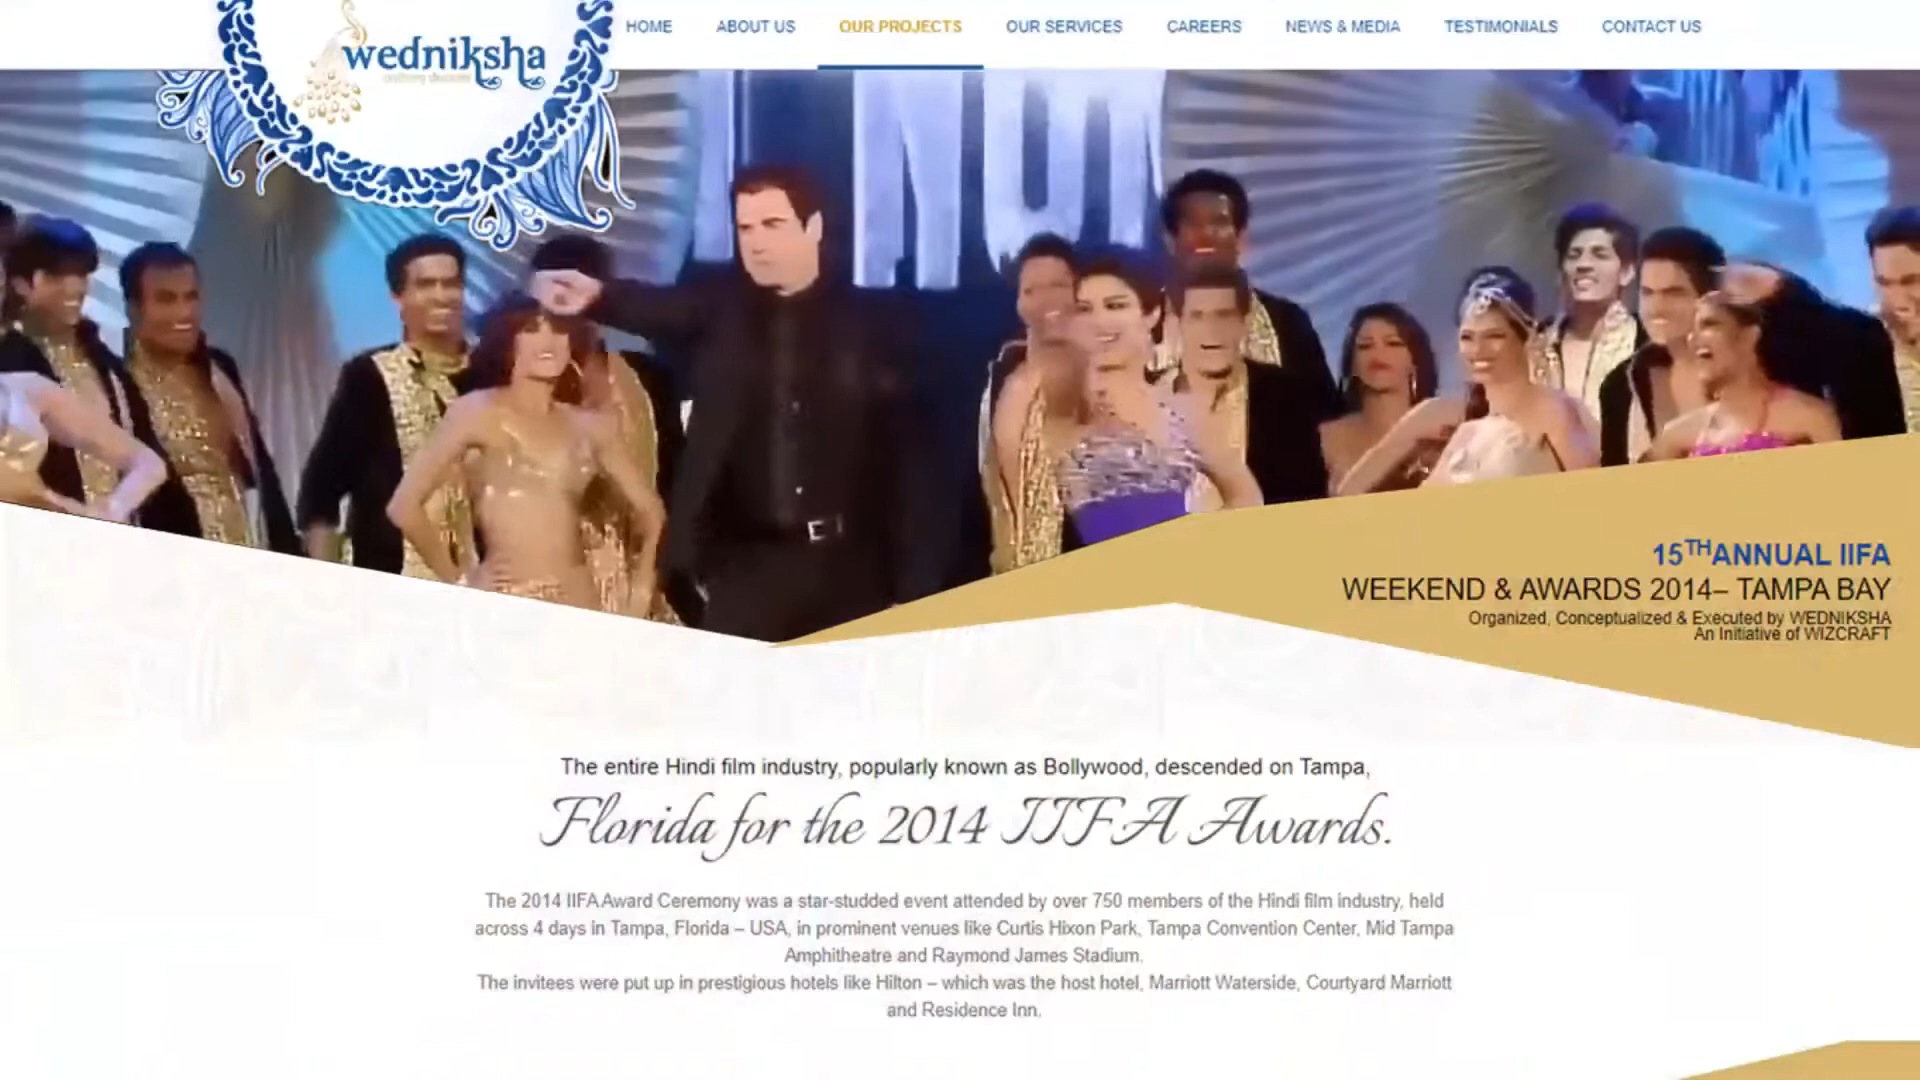 wedniksha
HOME ABOUT US OUR PROJECTS OUR SERVICES CAREERS NEWS & MEDIA TESTIMONIALS CONTACT US
15THANNUAL IIFA
WEEKEND & AWARDS 2014– TAMPA BAY
Organized, Conceptualized & Executed by WEDNIKSHA
An Initiative of WIZCRAFT
The entire Hindi film industry, popularly known as Bollywood, descended on Tampa,
Florida for the 2014 IIFA Awards.
The 2014 IIFA Award Ceremony was a star-studded event attended by over 750 members of the Hindi film industry, held
across 4 days in Tampa, Florida – USA, in prominent venues like Curtis Hixon Park, Tampa Convention Center, Mid Tampa
Amphitheatre and Raymond James Stadium.
The invitees were put up in prestigious hotels like Hilton – which was the host hotel, Marriott Waterside, Courtyard Marriott
and Residence Inn.